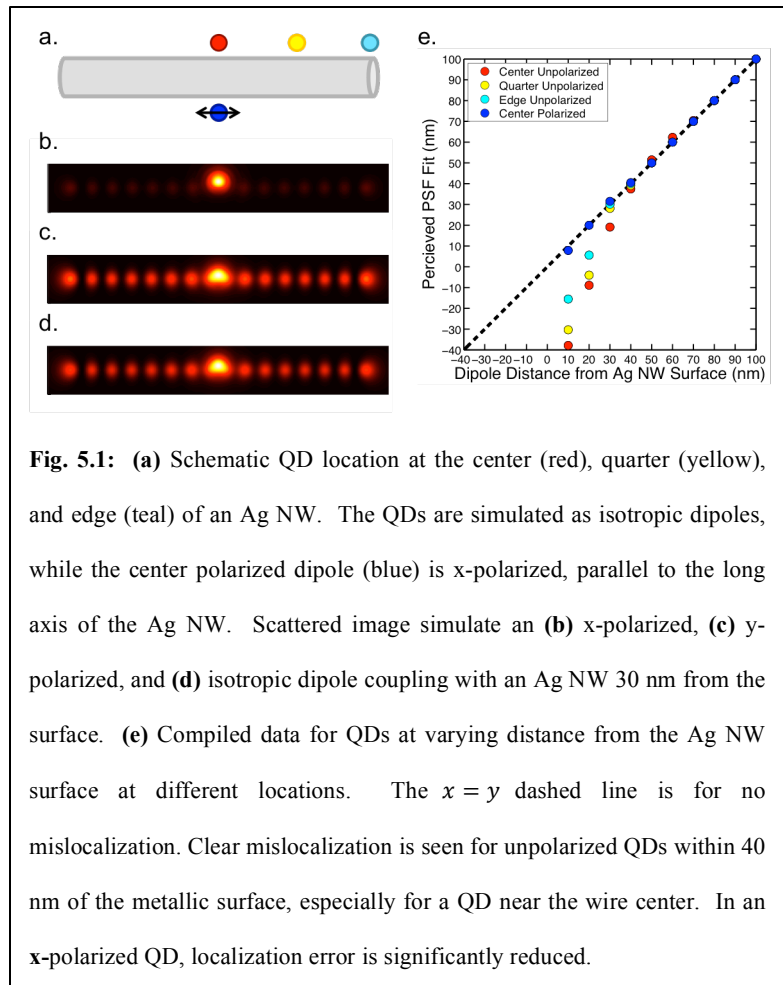 a.
b.
c.
d.
e.
Percieved PSF Fit (nm)
100
90
80
70
60
50
40
30
20
10
0
−10
−20
−30
−40
Center Unpolarized
Quarter Unpolarized
Edge Unpolarized
Center Polarized
−40 −30 −20 −10 0 10 20 30 40 50 60 70 80 90 100
Dipole Distance from Ag NW Surface (nm)
Fig. 5.1: (a) Schematic QD location at the center (red), quarter (yellow),
and edge (teal) of an Ag NW. The QDs are simulated as isotropic dipoles,
while the center polarized dipole (blue) is x-polarized, parallel to the long
axis of the Ag NW. Scattered image simulate an (b) x-polarized, (c) y-
polarized, and (d) isotropic dipole coupling with an Ag NW 30 nm from the
surface. (e) Compiled data for QDs at varying distance from the Ag NW
surface at different locations. The x = y dashed line is for no
mislocalization. Clear mislocalization is seen for unpolarized QDs within 40
nm of the metallic surface, especially for a QD near the wire center. In an
x-polarized QD, localization error is significantly reduced.